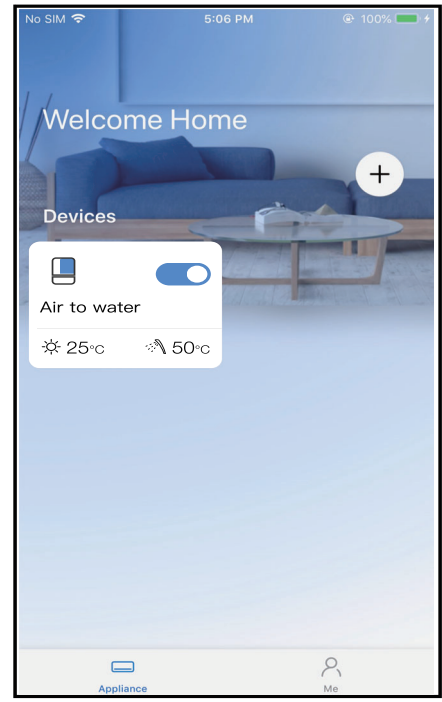 No SIM 5:06 PM 100%
Welcome Home
+
Devices
Air to water
25°C 50°C
Appliance Me